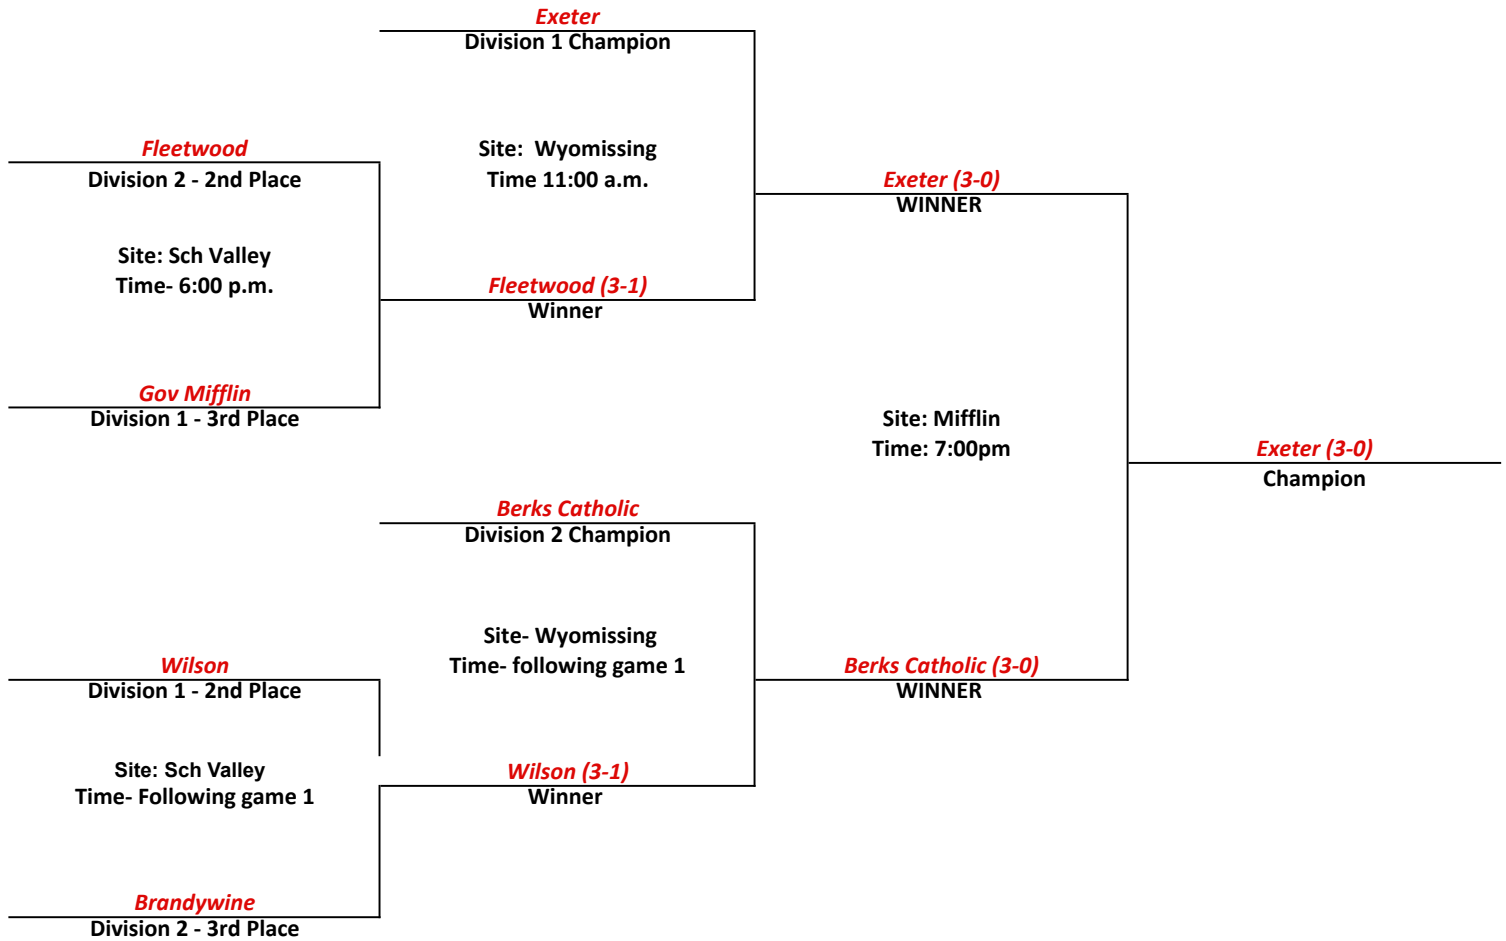 Exeter
Division 1 Champion
Fleetwood
Division 2 - 2nd Place
Site:  Wyomissing
Time 11:00 a.m.
Exeter (3-0)
WINNER
Site: Sch Valley
Time- 6:00 p.m.
Fleetwood (3-1)
Winner
Gov Mifflin
Division 1 - 3rd Place
Site: Mifflin
Time: 7:00pm
Exeter (3-0)
Champion
Berks Catholic
Division 2 Champion
Wilson
Division 1 - 2nd Place
Site- Wyomissing
Time- following game 1
Berks Catholic (3-0)
WINNER
Site: Sch Valley
Time- Following game 1
Wilson (3-1)
Winner
Brandywine
Division 2 - 3rd Place